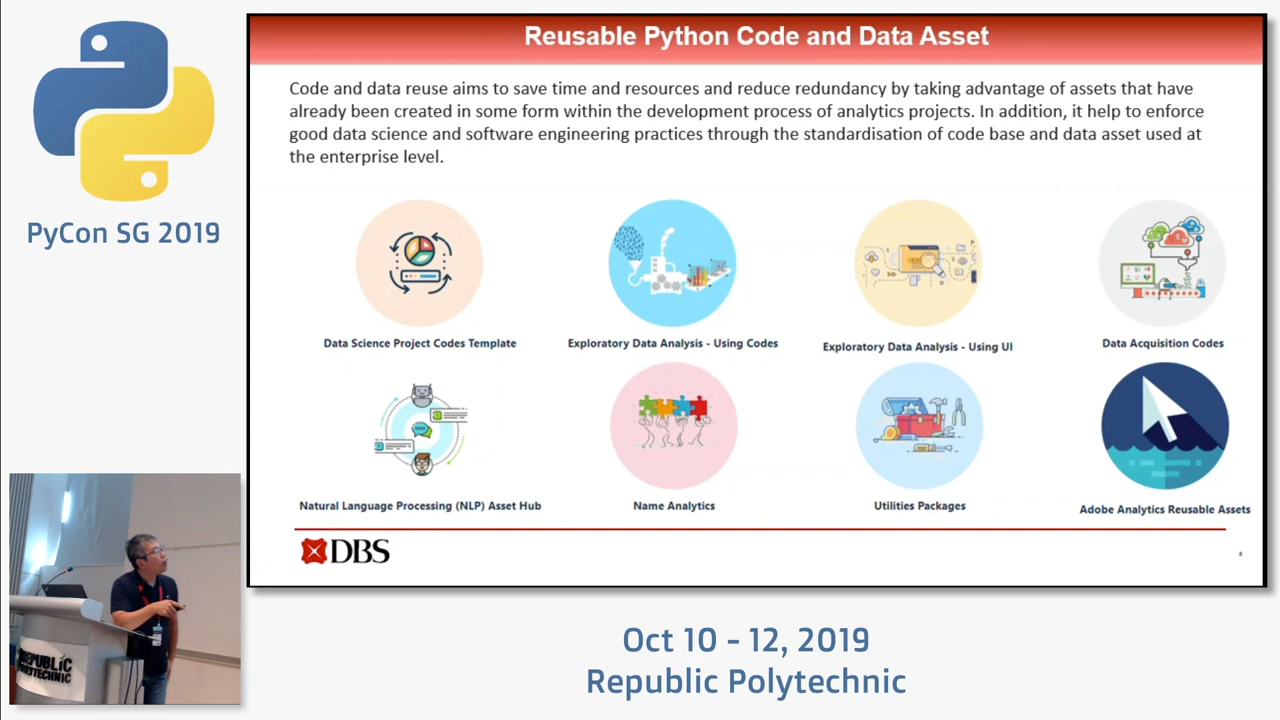 Reusable Python Code and Data Asset
Code and data reuse aims to save time and resources and reduce redundancy by taking advantage of assets that have
already been created in some form within the development process of analytics projects. In addition, it help to enforce
good data science and software engineering practices through the standardisation of code base and data asset used at
the enterprise level.
PyCon SG 2019
Data Science Project Codes Template
Exploratory Data Analysis - Using Codes
Exploratory Data Analysis - Using UI
Data Acquisition Codes
Natural Language Processing (NLP) Asset Hub
Name Analytics
Utilities Packages
Adobe Analytics Reusable Assets
DBS
REPUBLIC
POLYTECHNIC
Oct 10 - 12, 2019
Republic Polytechnic